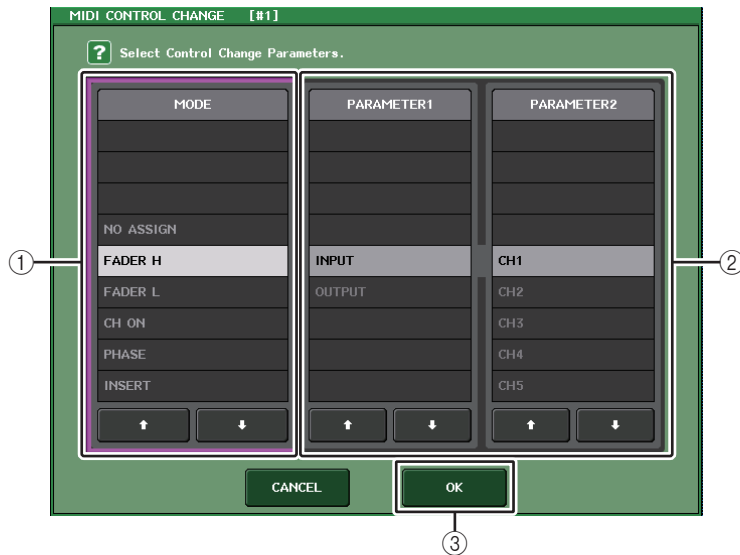 MIDI CONTROL CHANGE [#1]
? Select Control Change Parameters.
MODE PARAMETER1 PARAMETER2
NO ASSIGN
① FADER H INPUT CH1 ②
FADER L OUTPUT CH2
CH ON CH3
PHASE CH4
INSERT CH5
CANCEL OK
③